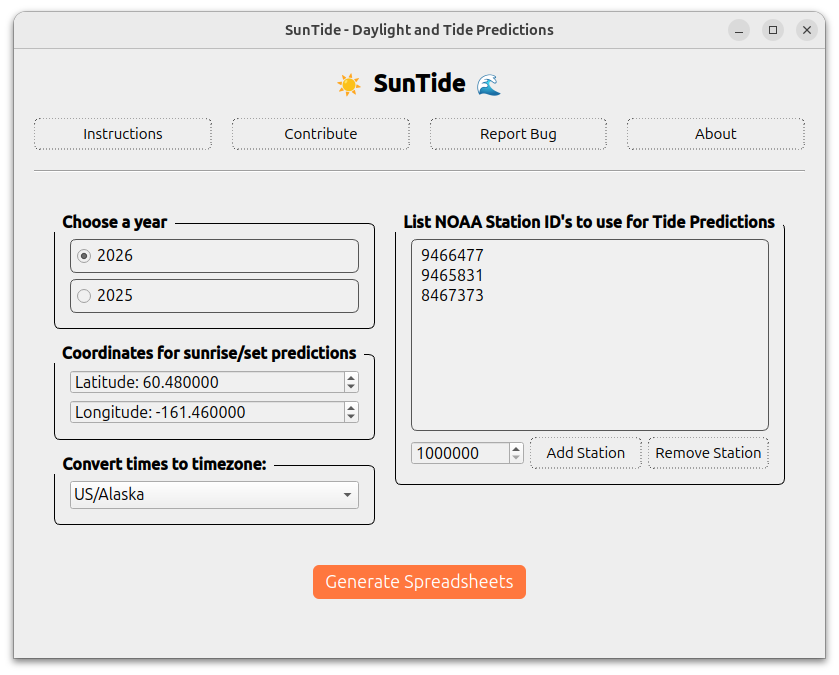 SunTide - Daylight and Tide Predictions
☀️ SunTide 🌊
Instructions
Contribute
Report Bug
About
Choose a year
2026
2025
Coordinates for sunrise/set predictions
Latitude: 60.480000
Longitude: -161.460000
Convert times to timezone:
US/Alaska
List NOAA Station ID's to use for Tide Predictions
9466477
9465831
8467373
1000000
Add Station
Remove Station
Generate Spreadsheets